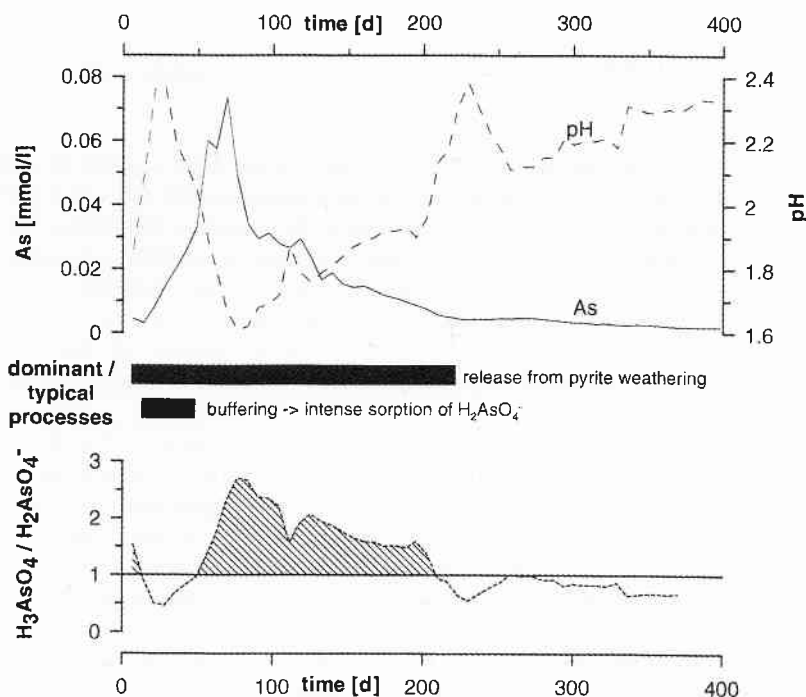 0 100 time [d] 200 300 400
0.08
0.06
0.04
0.02
0
As [mmol/l]
2.4
2.2
2
1.8
1.6
pH
pH
As
dominant /
typical
processes
release from pyrite weathering
buffering -> intense sorption of H₂AsO₄⁻
3
2
1
0
H₃AsO₄ / H₂AsO₄⁻
0 100 time [d] 200 300 400